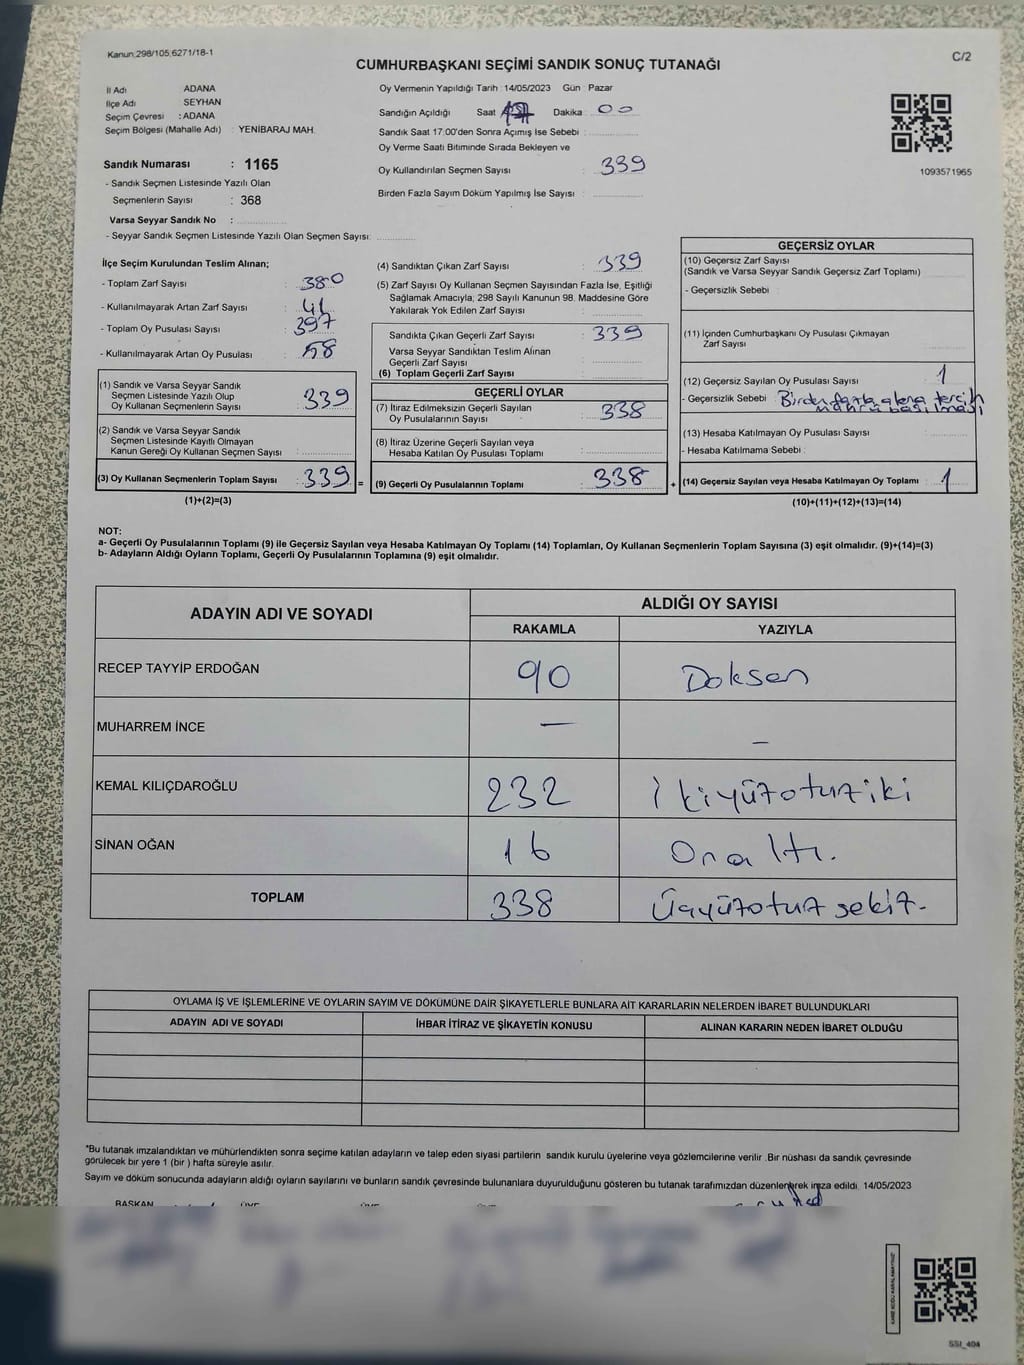 Kanun:298/105,6271/18-1
C/2
CUMHURBAŞKANI SEÇİMİ SANDIK SONUÇ TUTANAĞI
İl Adı ADANA
İlçe Adı SEYHAN
Seçim Çevresi : ADANA
Seçim Bölgesi (Mahalle Adı) : YENİBARAJ MAH.
Sandık Numarası : 1165
- Sandık Seçmen Listesinde Yazılı Olan
Seçmenlerin Sayısı : 368
Varsa Seyyar Sandık No :
- Seyyar Sandık Seçmen Listesinde Yazılı Olan Seçmen Sayısı:
Oy Vermenin Yapıldığı Tarih : 14/05/2023 Gün : Pazar
Sandığın Açıldığı Saat Dakika : 00
Sandık Saat 17:00'den Sonra Açımış İse Sebebi :
Oy Verme Saati Bitiminde Sırada Bekleyen ve
Oy Kullandırılan Seçmen Sayısı : 339
Birden Fazla Sayım Döküm Yapılmış İse Sayısı :
1093571965
İlçe Seçim Kurulundan Teslim Alınan;
- Toplam Zarf Sayısı : 380
- Kullanılmayarak Artan Zarf Sayısı : 41
- Toplam Oy Pusulası Sayısı : 397
- Kullanılmayarak Artan Oy Pusulası : 58
(1) Sandık ve Varsa Seyyar Sandık
Seçmen Listesinde Yazılı Olup
Oy Kullanan Seçmenlerin Sayısı : 339
(2) Sandık ve Varsa Seyyar Sandık
Seçmen Listesinde Kayıtlı Olmayan
Kanun Gereği Oy Kullanan Seçmen Sayısı :
(3) Oy Kullanan Seçmenlerin Toplam Sayısı : 339 =
(1)+(2)=(3)
(4) Sandıktan Çıkan Zarf Sayısı : 339
(5) Zarf Sayısı Oy Kullanan Seçmen Sayısından Fazla İse, Eşitliği
Sağlamak Amacıyla; 298 Sayılı Kanunun 98. Maddesine Göre
Yakılarak Yok Edilen Zarf Sayısı :
Sandıkta Çıkan Geçerli Zarf Sayısı : 339
Varsa Seyyar Sandıktan Teslim Alınan
Geçerli Zarf Sayısı :
(6) Toplam Geçerli Zarf Sayısı :
GEÇERLİ OYLAR
(7) İtiraz Edilmeksizin Geçerli Sayılan
Oy Pusulalarının Sayısı : 338
(8) İtiraz Üzerine Geçerli Sayılan veya
Hesaba Katılan Oy Pusulası Toplamı :
(9) Geçerli Oy Pusulalarının Toplamı : 338 +
GEÇERSİZ OYLAR
(10) Geçersiz Zarf Sayısı
(Sandık ve Varsa Seyyar Sandık Geçersiz Zarf Toplamı) :
- Geçersizlik Sebebi :
(11) İçinden Cumhurbaşkanı Oy Pusulası Çıkmayan
Zarf Sayısı :
(12) Geçersiz Sayılan Oy Pusulası Sayısı : 1
- Geçersizlik Sebebi : Birden fazla alana tercih
mührü basılması
(13) Hesaba Katılmayan Oy Pusulası Sayısı :
- Hesaba Katılmama Sebebi :
(14) Geçersiz Sayılan veya Hesaba Katılmayan Oy Toplamı : 1
(10)+(11)+(12)+(13)=(14)
NOT:
a- Geçerli Oy Pusulalarının Toplamı (9) ile Geçersiz Sayılan veya Hesaba Katılmayan Oy Toplamı (14) Toplamları, Oy Kullanan Seçmenlerin Toplam Sayısına (3) eşit olmalıdır. (9)+(14)=(3)
b- Adayların Aldığı Oyların Toplamı, Geçerli Oy Pusulalarının Toplamına (9) eşit olmalıdır.
ADAYIN ADI VE SOYADI ALDIĞI OY SAYISI
RAKAMLA YAZIYLA
RECEP TAYYİP ERDOĞAN 90 Doksan
MUHARREM İNCE — –
KEMAL KILIÇDAROĞLU 232 ikiyüzotuziki
SİNAN OĞAN 16 Onaltı.
TOPLAM 338 Üçyüzotuz sekiz.
OYLAMA İŞ VE İŞLEMLERİNE VE OYLARIN SAYIM VE DÖKÜMÜNE DAİR ŞİKAYETLERLE BUNLARA AİT KARARLARIN NELERDEN İBARET BULUNDUKLARI
ADAYIN ADI VE SOYADI İHBAR İTİRAZ VE ŞİKAYETİN KONUSU ALINAN KARARIN NEDEN İBARET OLDUĞU
*Bu tutanak imzalandıktan ve mühürlendikten sonra seçime katılan adayların ve talep eden siyasi partilerin sandık kurulu üyelerine veya gözlemcilerine verilir .Bir nüshası da sandık çevresinde
görülecek bir yere 1 (bir ) hafta süreyle asılır.
Sayım ve döküm sonucunda adayların aldığı oyların sayılarını ve bunların sandık çevresinde bulunanlara duyurulduğunu gösteren bu tutanak tarafımızdan düzenlenerek imza edildi. 14/05/2023
BAŞKAN ÜYE ÜYE ÜYE
SSI_404